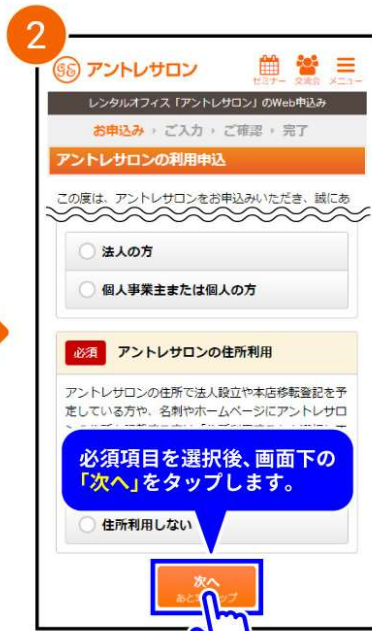 2
アントレサロン
セミナー 交流会 メニュー
レンタルオフィス「アントレサロン」のWeb申込み
お申込み › ご入力 › ご確認 › 完了
アントレサロンの利用申込
この度は、アントレサロンをお申込みいただき、誠にあ
法人の方
個人事業主または個人の方
必須 アントレサロンの住所利用
アントレサロンの住所で法人設立や本店移転登記を予
定している方や、名刺やホームページにアントレサロ
必須項目を選択後、画面下の
「次へ」をタップします。
住所利用しない
次へ